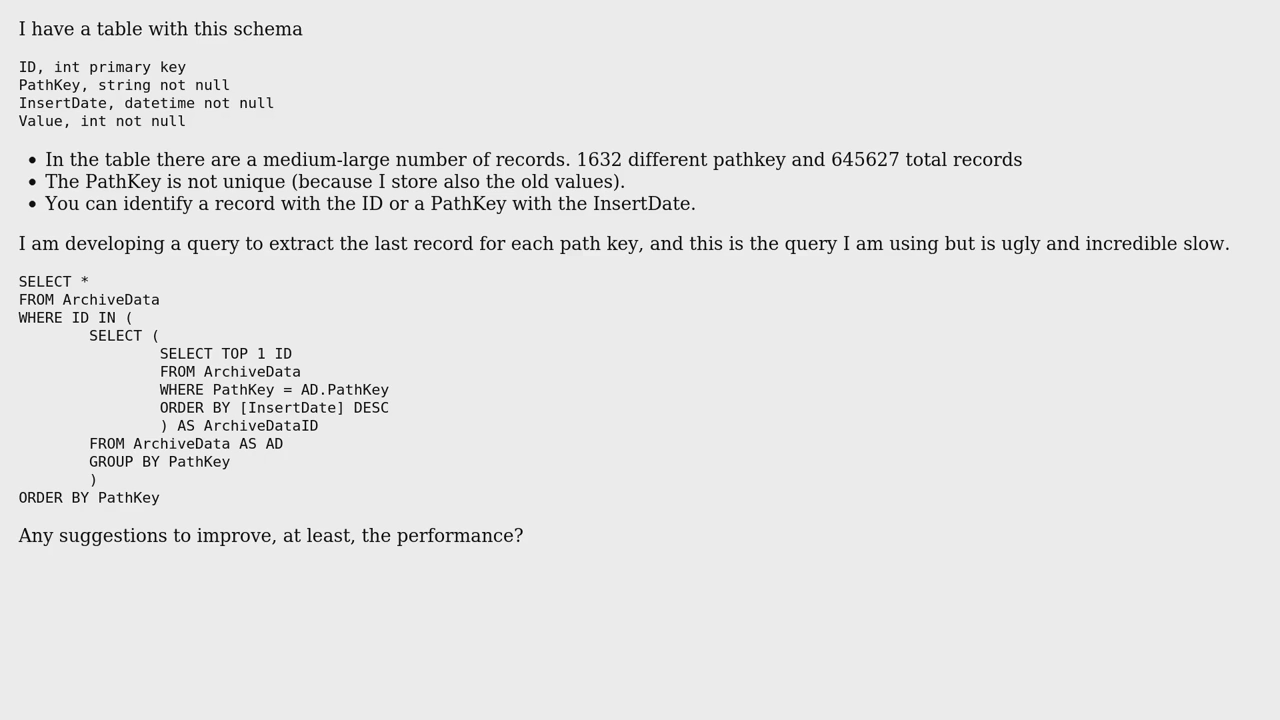 I have a table with this schema
ID, int primary key
PathKey, string not null
InsertDate, datetime not null
Value, int not null
• In the table there are a medium-large number of records. 1632 different pathkey and 645627 total records
• The PathKey is not unique (because I store also the old values).
• You can identify a record with the ID or a PathKey with the InsertDate.
I am developing a query to extract the last record for each path key, and this is the query I am using but is ugly and incredible slow.
SELECT *
FROM ArchiveData
WHERE ID IN (
        SELECT (
                SELECT TOP 1 ID
                FROM ArchiveData
                WHERE PathKey = AD.PathKey
                ORDER BY [InsertDate] DESC
                ) AS ArchiveDataID
        FROM ArchiveData AS AD
        GROUP BY PathKey
        )
ORDER BY PathKey
Any suggestions to improve, at least, the performance?